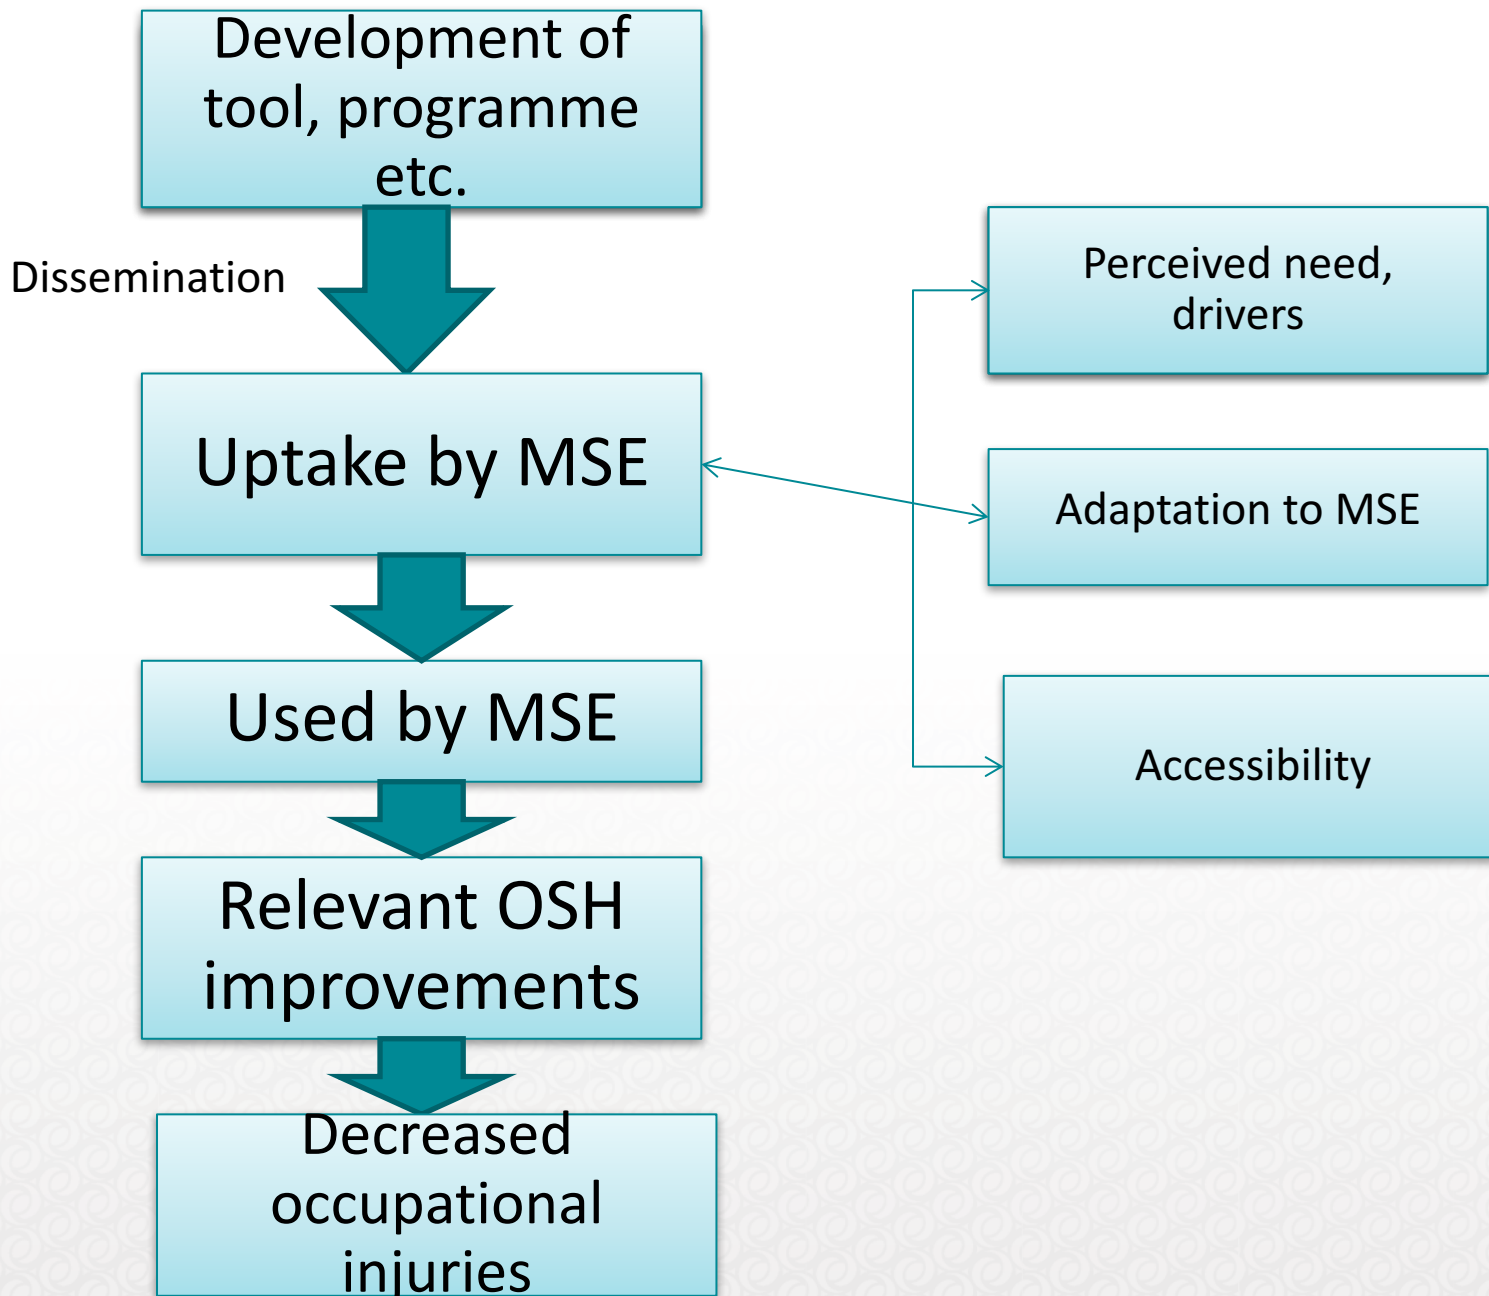 Development of
tool, programme
etc.
Dissemination
Uptake by MSE
Used by MSE
Relevant OSH
improvements
Decreased
occupational
injuries
Perceived need,
drivers
Adaptation to MSE
Accessibility